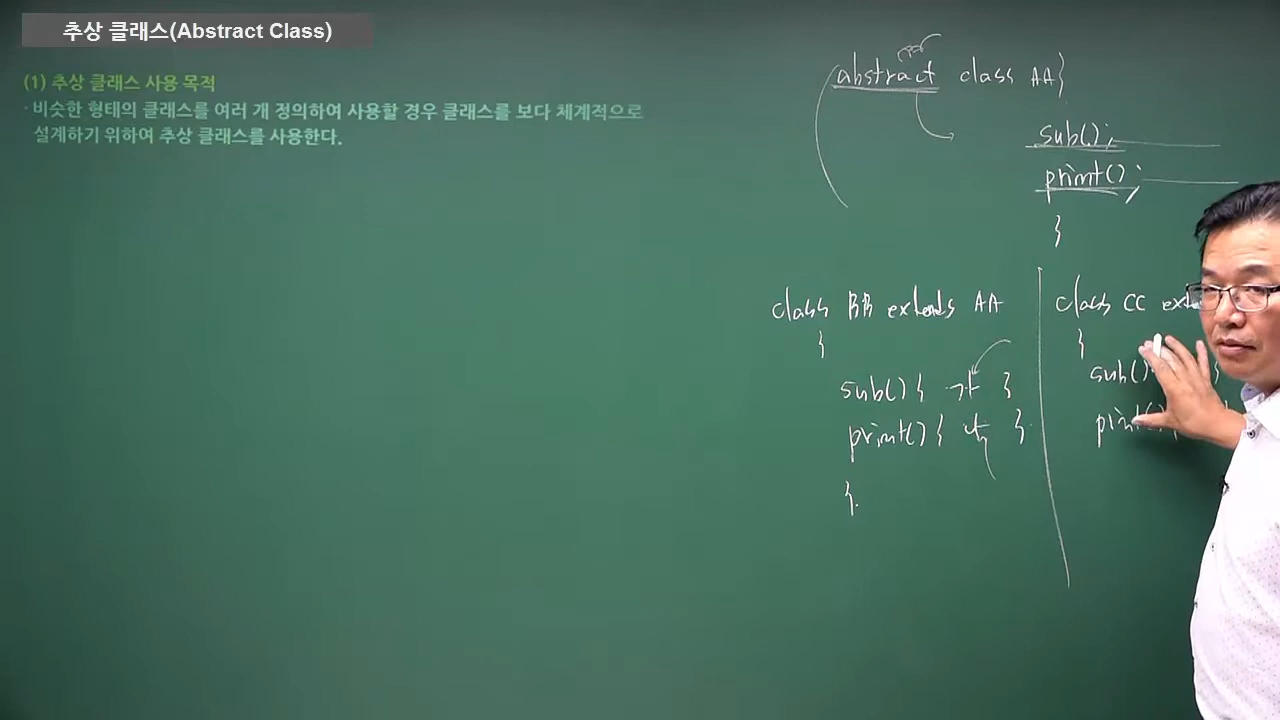 추상 클래스(Abstract Class)
(1) 추상 클래스 사용 목적
· 비슷한 형태의 클래스를 여러 개 정의하여 사용할 경우 클래스를 보다 체계적으로
설계하기 위하여 추상 클래스를 사용한다.
abstract class AA{
sub();
print();
}
class BB extends AA
{
sub() { }
print() { }
}
class CC
{
sub() }
print()